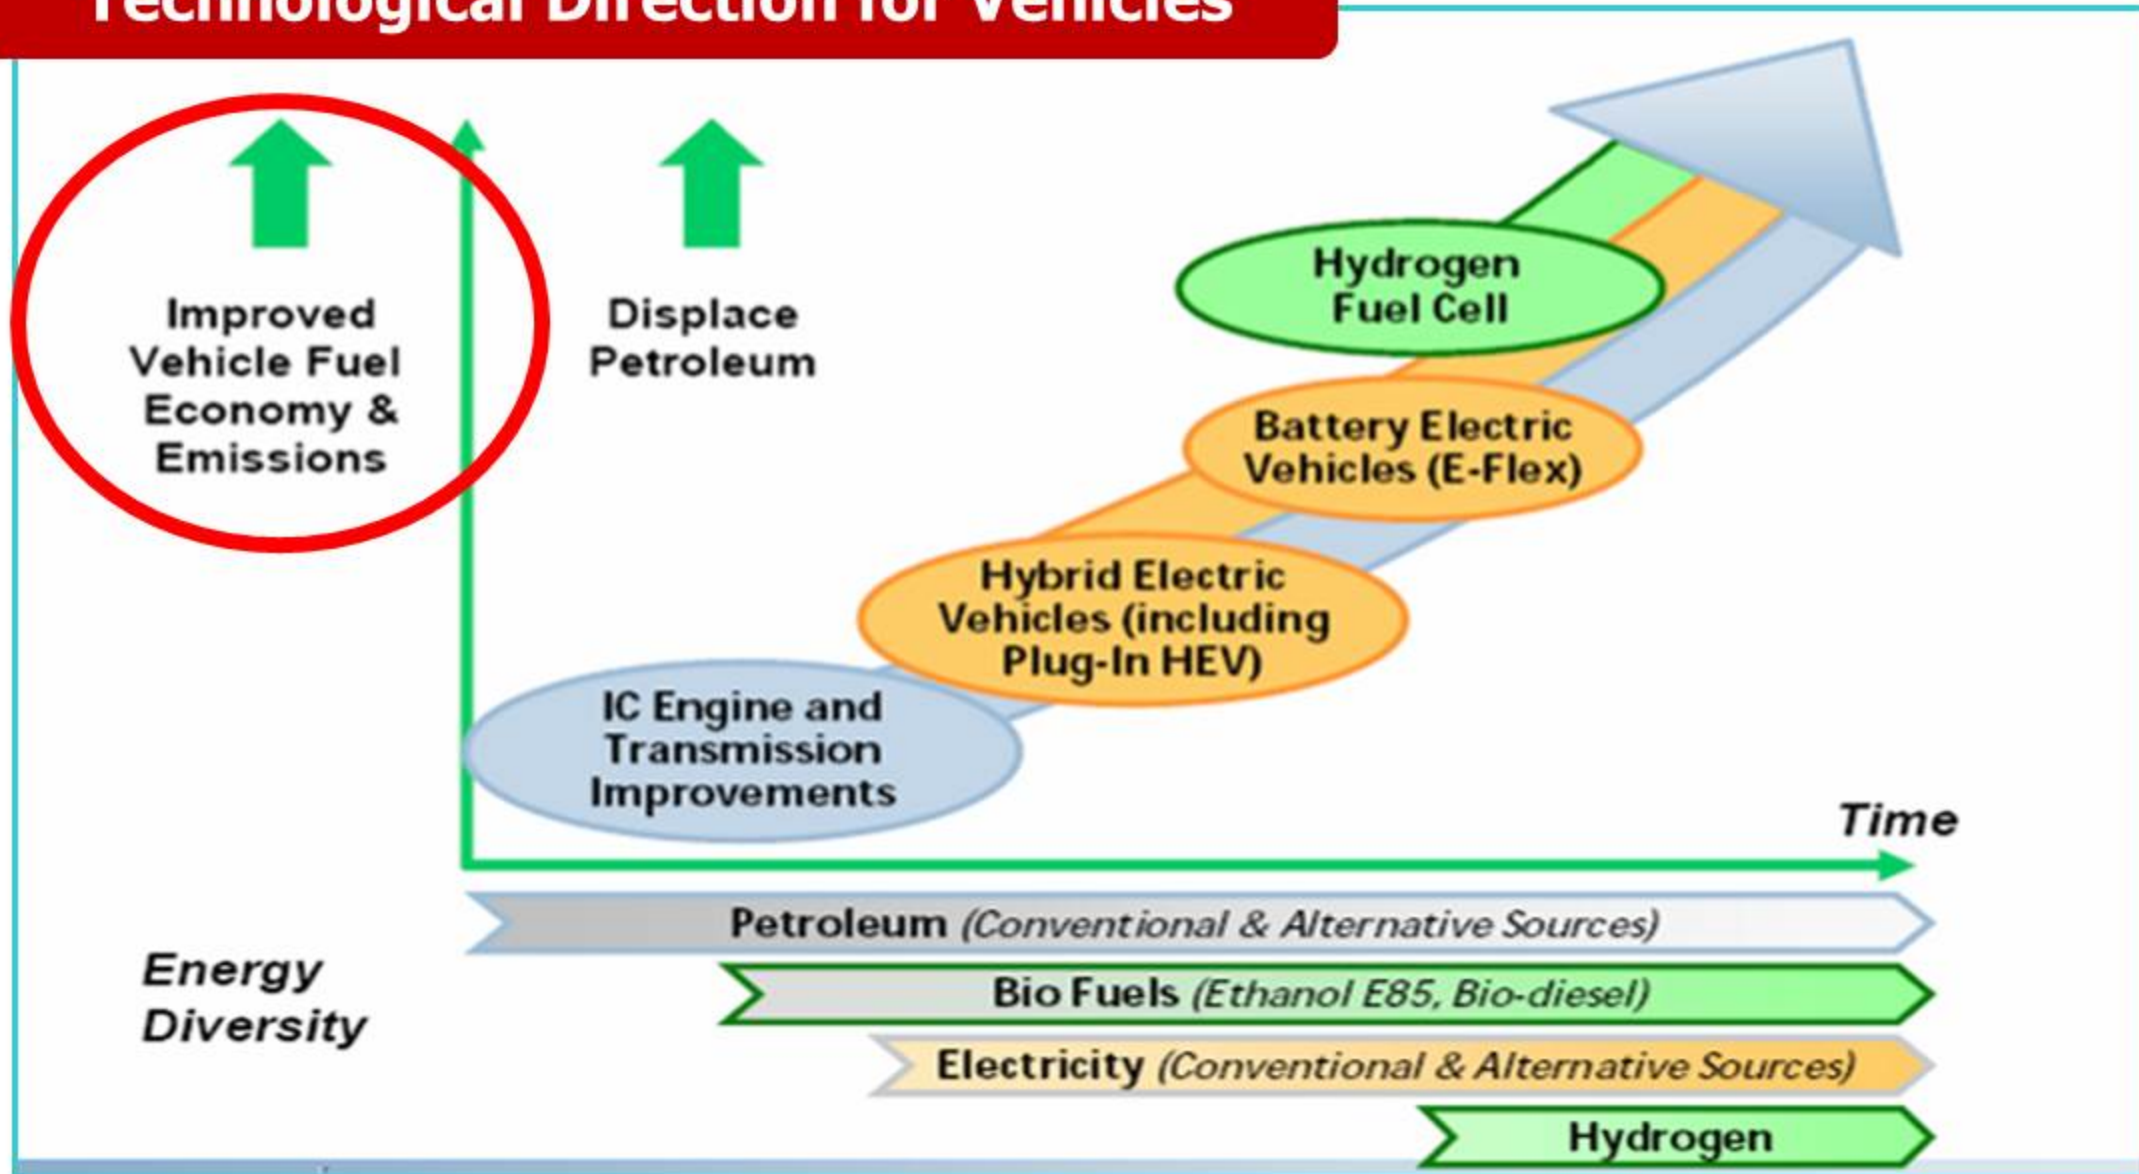 Technological Direction for Vehicles
Improved
Vehicle Fuel
Economy &
Emissions
Displace
Petroleum
Hydrogen
Fuel Cell
Battery Electric
Vehicles (E-Flex)
Hybrid Electric
Vehicles (including
Plug-In HEV)
IC Engine and
Transmission
Improvements
Time
Energy
Diversity
Petroleum (Conventional & Alternative Sources)
Bio Fuels (Ethanol E85, Bio-diesel)
Electricity (Conventional & Alternative Sources)
Hydrogen